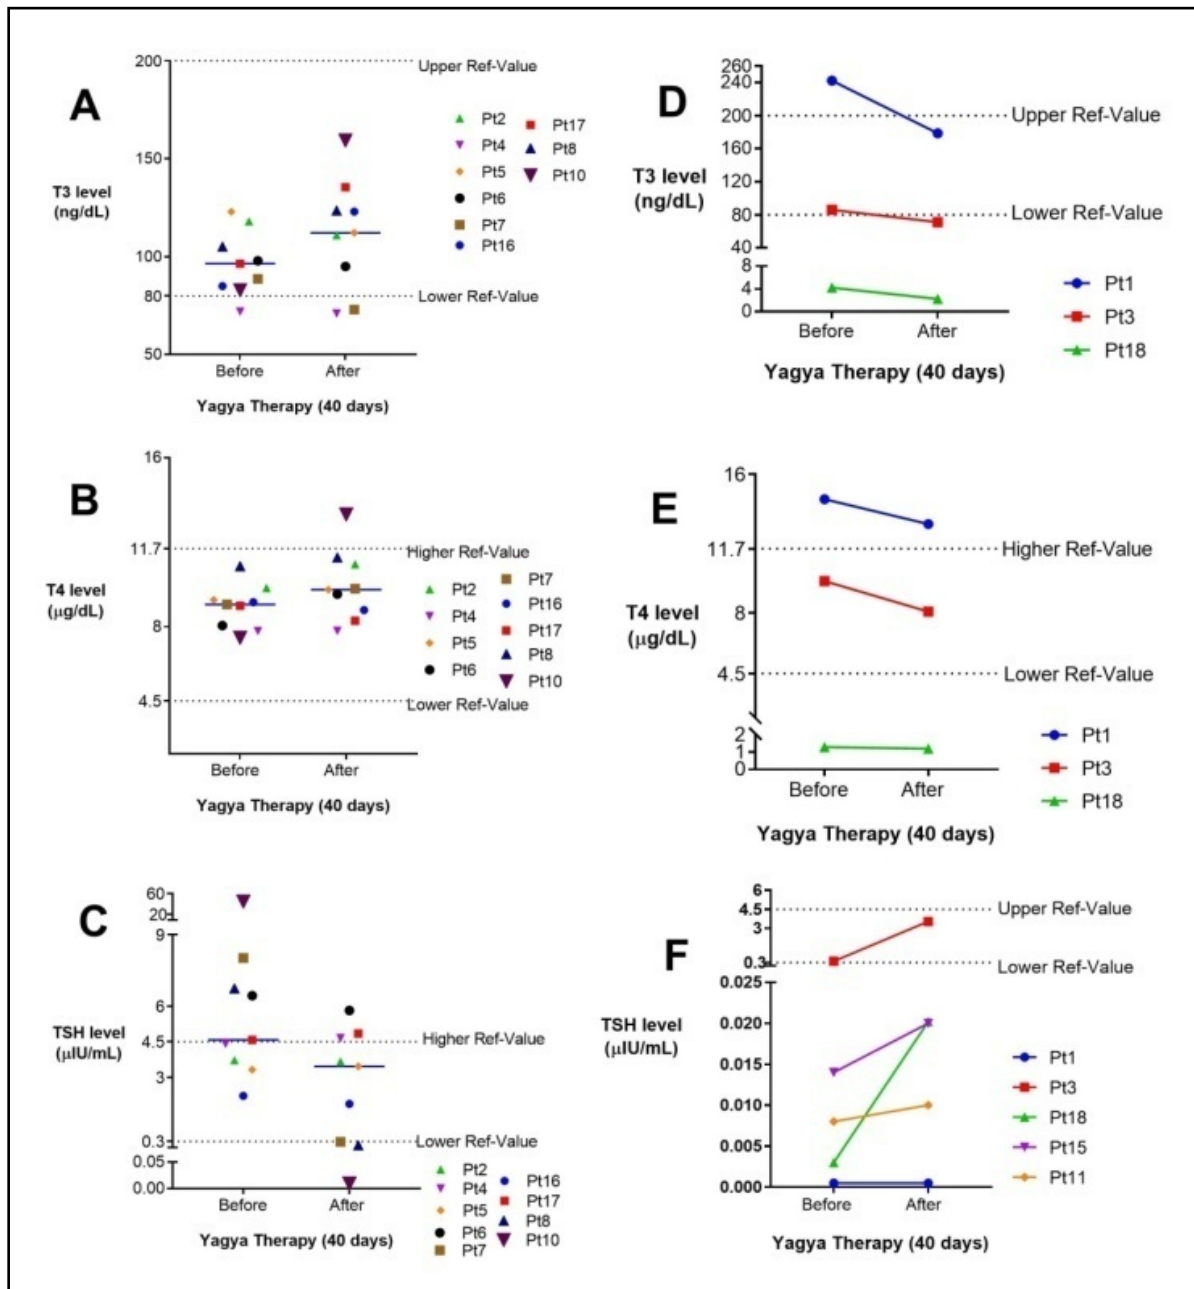 A
200
150
100
80
50
T3 level
(ng/dL)
Upper Ref-Value
Lower Ref-Value
Pt2
Pt4
Pt5
Pt6
Pt7
Pt16
Pt17
Pt8
Pt10
Before
After
Yagya Therapy (40 days)
D
260
240
200
160
120
80
40
8
4
0
T3 level
(ng/dL)
Upper Ref-Value
Lower Ref-Value
Before
After
Pt1
Pt3
Pt18
Yagya Therapy (40 days)
B
16
11.7
8
4.5
T4 level
(µg/dL)
Higher Ref-Value
Lower Ref-Value
Pt2
Pt4
Pt5
Pt6
Pt7
Pt16
Pt17
Pt8
Pt10
Before
After
Yagya Therapy (40 days)
E
16
11.7
8
4.5
2
1
0
T4 level
(µg/dL)
Higher Ref-Value
Lower Ref-Value
Before
After
Pt1
Pt3
Pt18
Yagya Therapy (40 days)
C
60
20
9
6
4.5
3
0.3
0.05
0.00
TSH level
(µIU/mL)
Higher Ref-Value
Lower Ref-Value
Pt2
Pt4
Pt5
Pt6
Pt7
Pt16
Pt17
Pt8
Pt10
Before
After
Yagya Therapy (40 days)
F
6
4.5
3
0.3
0.025
0.020
0.015
0.010
0.005
0.000
TSH level
(µIU/mL)
Upper Ref-Value
Lower Ref-Value
Pt1
Pt3
Pt18
Pt15
Pt11
Before
After
Yagya Therapy (40 days)